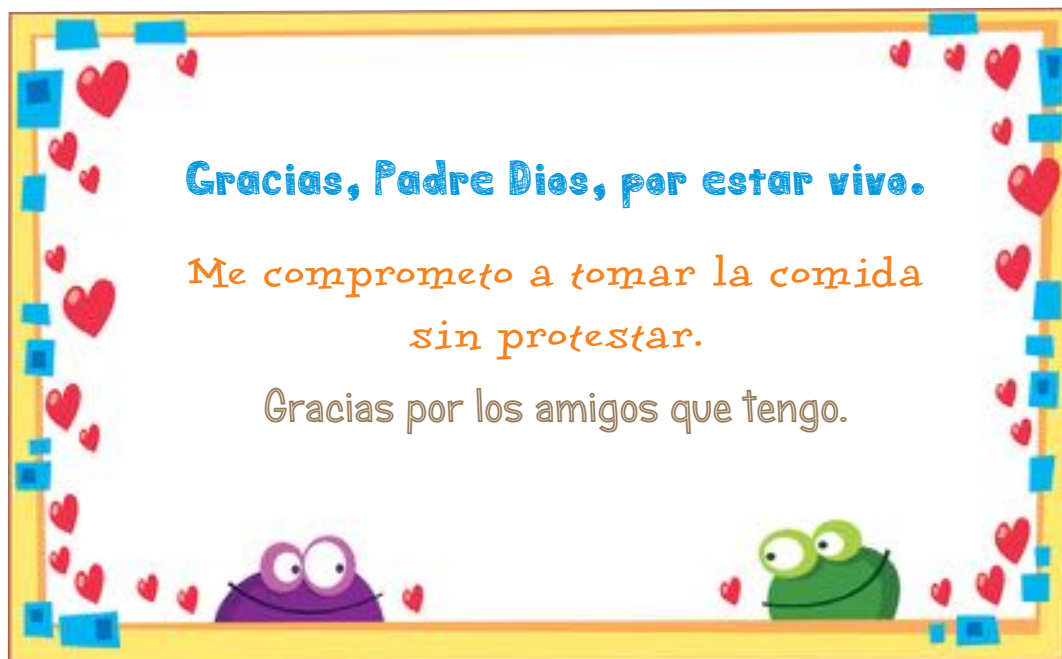 Gracias, Padre Dios, por estar vivo.
Me comprometo a tomar la comida
sin protestar.
Gracias por los amigos que tengo.